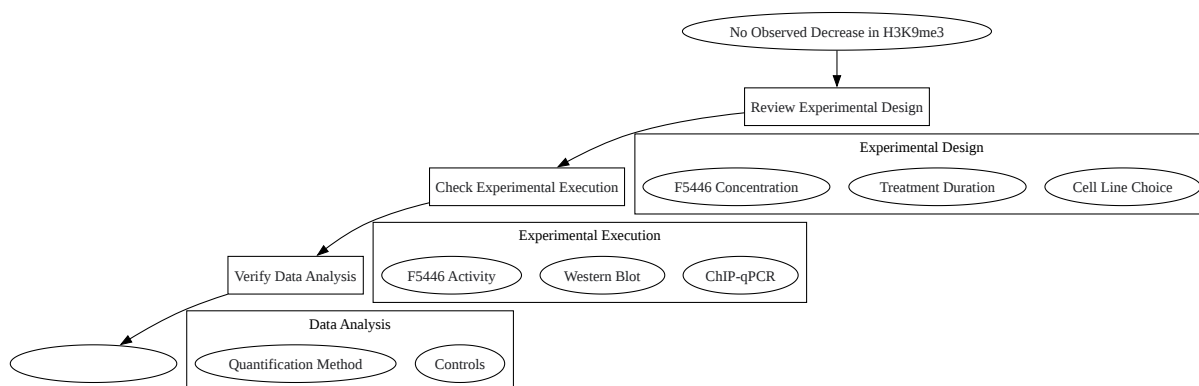 No Observed Decrease in H3K9me3
Review Experimental Design
Experimental Design
Check Experimental Execution
F5446 Concentration
Treatment Duration
Cell Line Choice
Experimental Execution
Verify Data Analysis
F5446 Activity
Western Blot
ChIP-qPCR
Data Analysis
Quantification Method
Controls